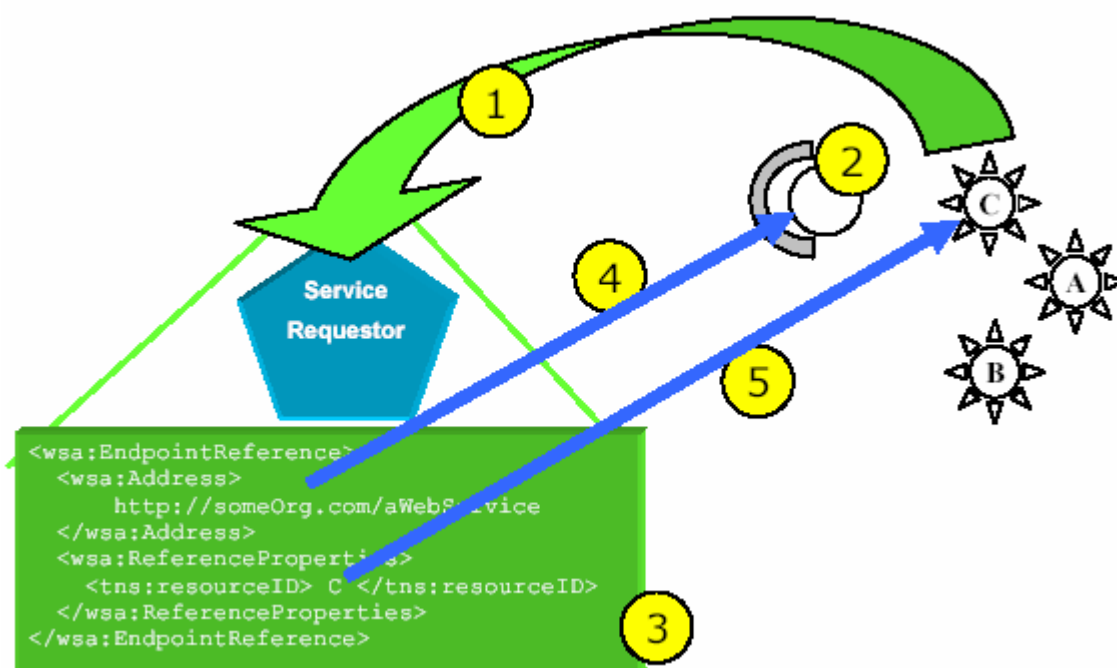 1
2
C
A
Service
Requestor
4
B
5
<wsa:EndpointReference>
<wsa:Address>
http://someOrg.com/aWebService
</wsa:Address>
<wsa:ReferenceProperties>
<tns:resourceID> C </tns:resourceID>
</wsa:ReferenceProperties>
</wsa:EndpointReference>
3